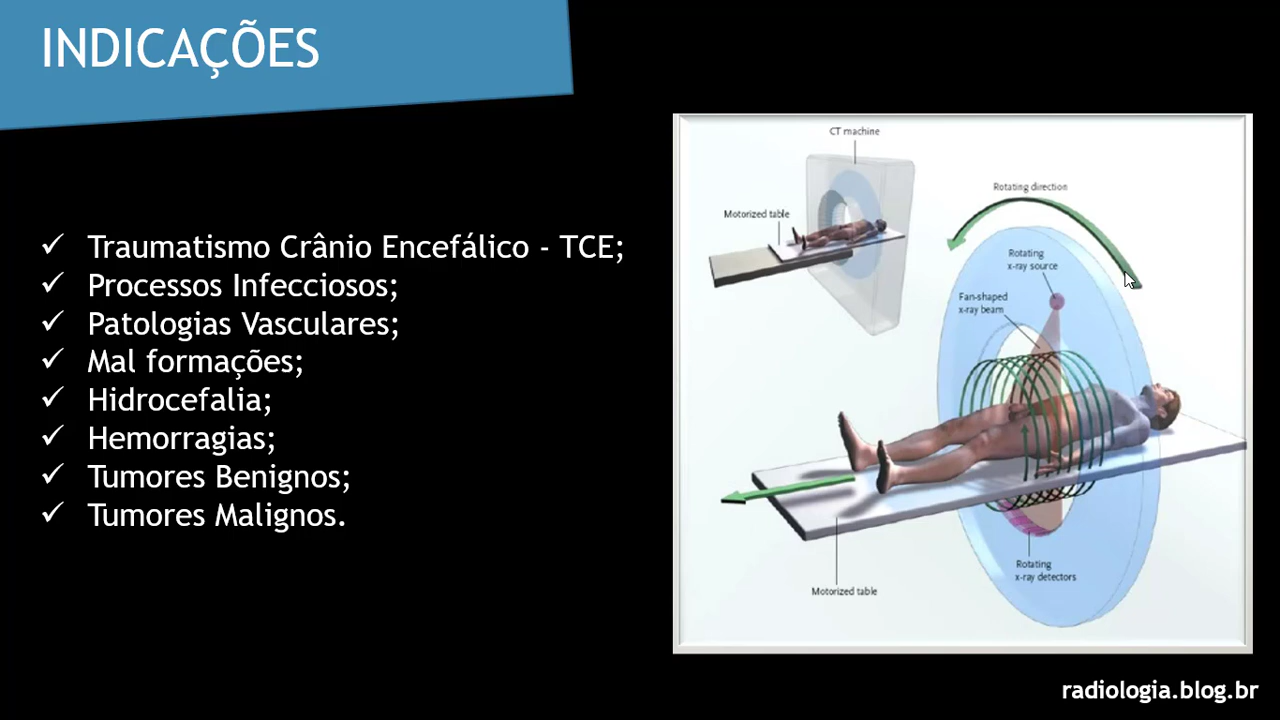 INDICAÇÕES
✓ Traumatismo Crânio Encefálico - TCE;
✓ Processos Infecciosos;
✓ Patologias Vasculares;
✓ Mal formações;
✓ Hidrocefalia;
✓ Hemorragias;
✓ Tumores Benignos;
✓ Tumores Malignos.
CT machine
Motorized table
Rotating direction
Rotating
x-ray source
Fan-shaped
x-ray beam
Rotating
x-ray detectors
Motorized table
radiologia.blog.br